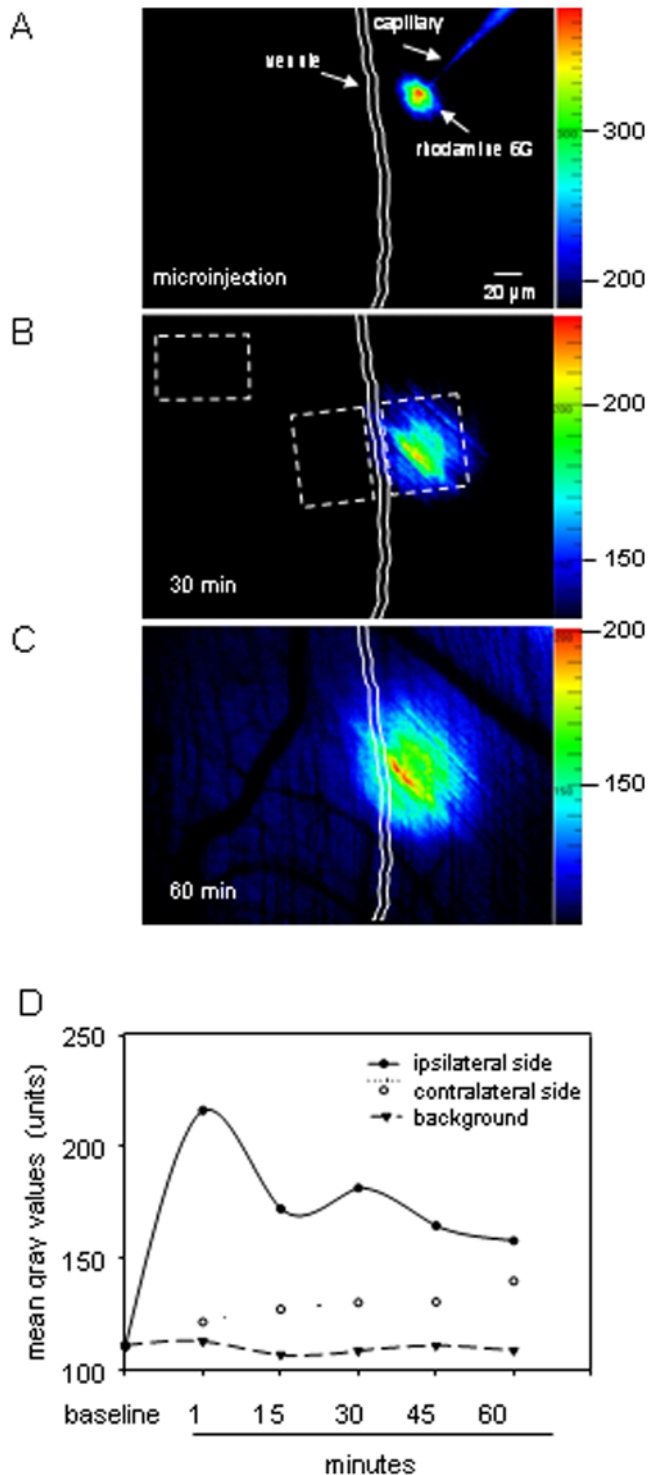 A
capillary
venule
rhodamine 6G
microinjection
20 µm
300
200
B
30 min
200
150
C
60 min
200
150
D
250
200
150
100
mean gray values (units)
ipsilateral side
contralateral side
background
baseline 1 15 30 45 60
minutes